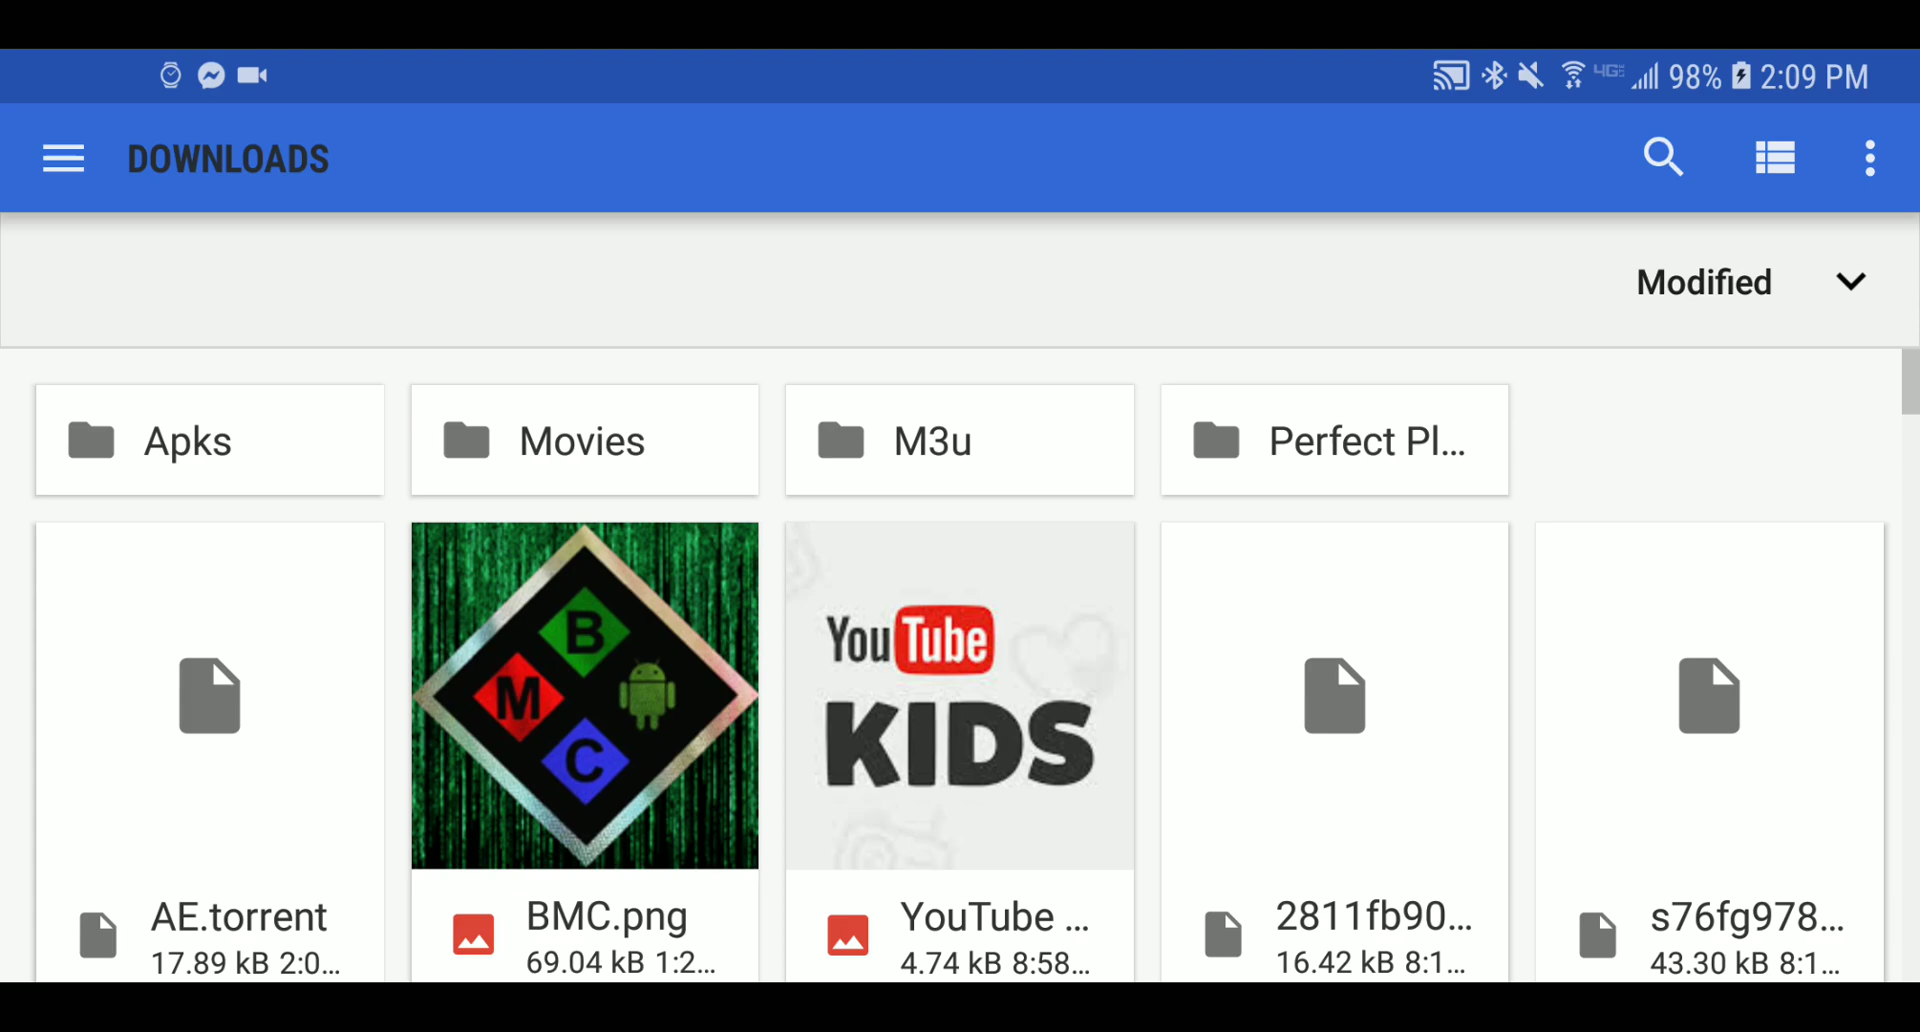 4GE 98% 2:09 PM
DOWNLOADS
Modified
Apks
Movies
M3u
Perfect Pl...
B
M
C
YouTube
KIDS
AE.torrent
17.89 kB 2:0...
BMC.png
69.04 kB 1:2...
YouTube ...
4.74 kB 8:58...
2811fb90...
16.42 kB 8:1...
s76fg978...
43.30 kB 8:1...